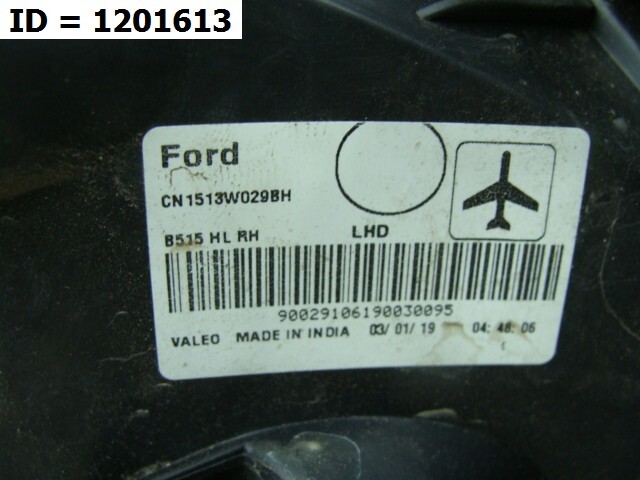 ID = 1201613
Ford
CN1513W029BH
B515 HL RH LHD
90029106190030095
VALEO MADE IN INDIA 03/01/19 04:48:06